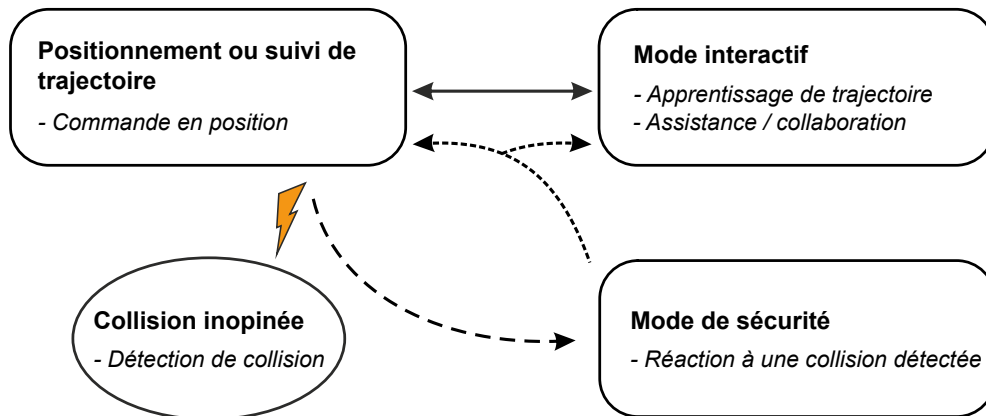 Positionnement ou suivi de
trajectoire
- Commande en position
Mode interactif
- Apprentissage de trajectoire
- Assistance / collaboration
Collision inopinée
- Détection de collision
Mode de sécurité
- Réaction à une collision détectée